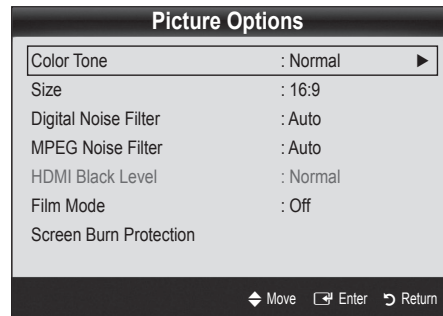 Picture Options
Color Tone : Normal ►
Size : 16:9
Digital Noise Filter : Auto
MPEG Noise Filter : Auto
HDMI Black Level : Normal
Film Mode : Off
Screen Burn Protection
Move Enter Return